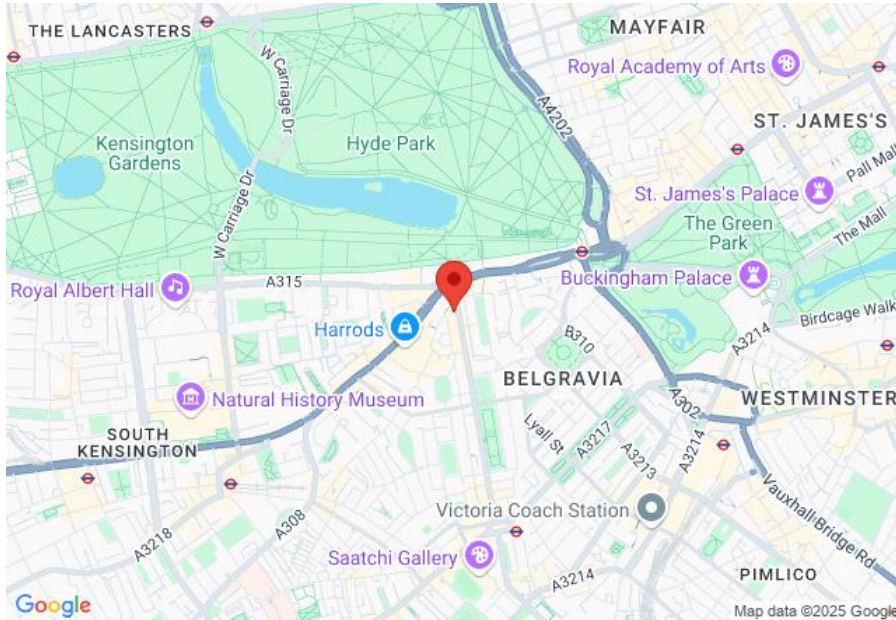 THE LANCASTERS
MAYFAIR
Royal Academy of Arts
W Carriage Dr
A4202
Kensington
Gardens
Hyde Park
ST. JAMES'S
Pall Mall
St. James's Palace
W Carriage Dr
The Green
Park
The Mall
Royal Albert Hall
A315
Buckingham Palace
Harrods
B310
A3214
Birdcage Walk
BELGRAVIA
Natural History Museum
A302
WESTMINSTER
SOUTH
KENSINGTON
Lyall St
A3217
A3213
A3214
A308
Victoria Coach Station
Vauxhall Bridge Rd
A3218
Saatchi Gallery
A3214
PIMLICO
Google
Map data ©2025 Google